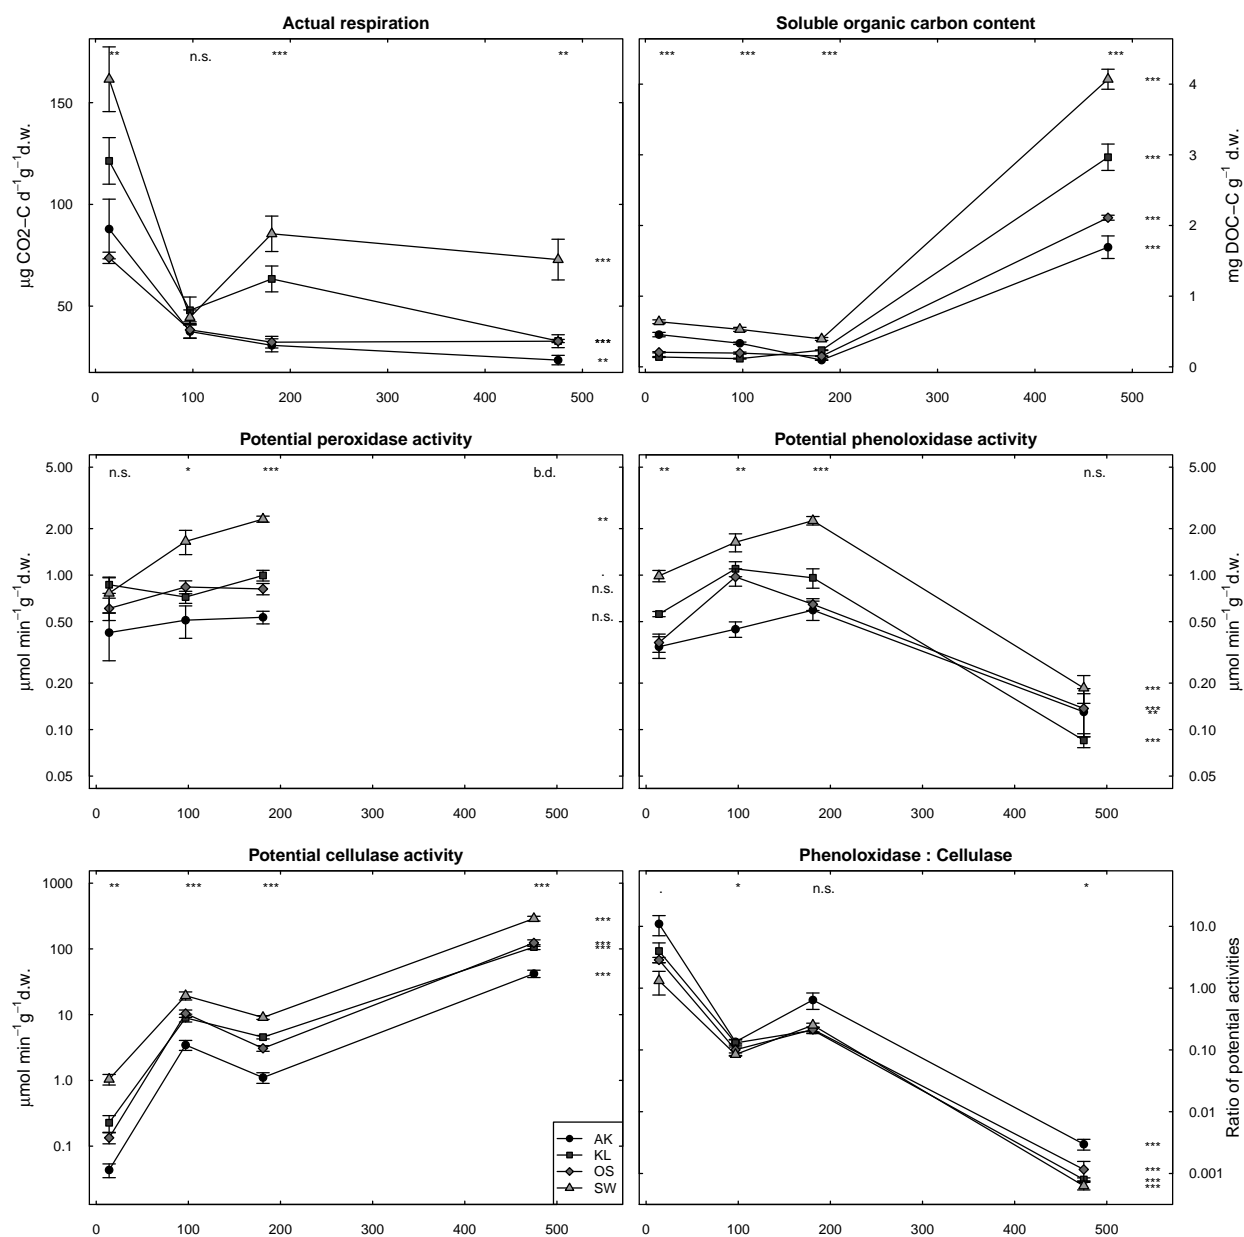 Actual respiration
Soluble organic carbon content
** n.s. *** **
*** *** *** ***
150
100
50
µg CO2−C d⁻¹g⁻¹d.w.
***
***
**
0 100 200 300 400 500
***
***
***
***
4
3
2
1
0
mg DOC−C g⁻¹ d.w.
0 100 200 300 400 500
Potential peroxidase activity
Potential phenoloxidase activity
n.s. * *** b.d.
** ** *** n.s.
5.00
2.00
1.00
0.50
0.20
0.10
0.05
µmol min⁻¹g⁻¹d.w.
**
.
n.s.
n.s.
0 100 200 300 400 500
***
***
**
***
5.00
2.00
1.00
0.50
0.20
0.10
0.05
µmol min⁻¹g⁻¹d.w.
0 100 200 300 400 500
Potential cellulase activity
Phenoloxidase : Cellulase
** *** *** ***
. * n.s. *
1000
100
10
1.0
0.1
µmol min⁻¹g⁻¹d.w.
***
***
***
***
AK
KL
OS
SW
0 100 200 300 400 500
***
***
***
***
10.0
1.00
0.10
0.01
0.001
Ratio of potential activities
0 100 200 300 400 500